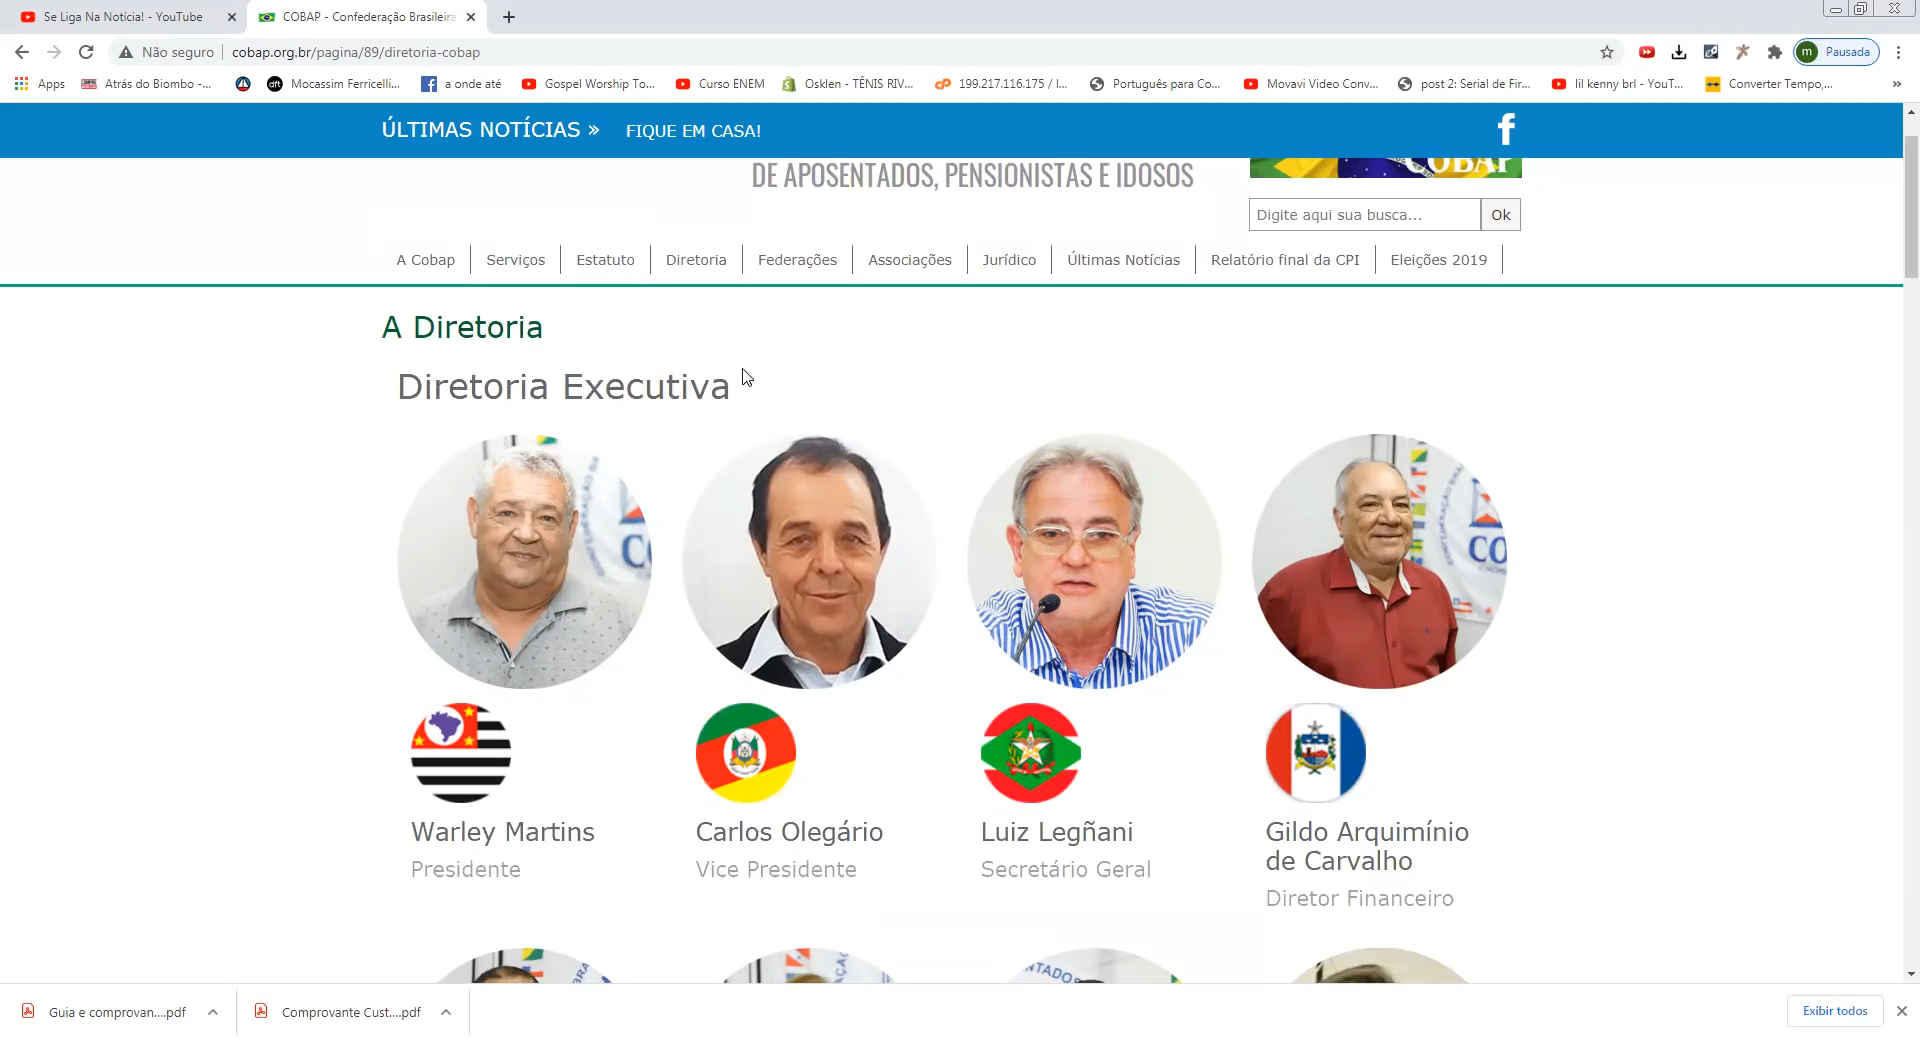 Se Liga Na Notícia! - YouTube
COBAP - Confederação Brasileira
Não seguro
cobap.org.br/pagina/89/diretoria-cobap
m
Pausada
Apps
Atrás do Biombo -...
dft
Mocassim Ferricelli...
a onde até
Gospel Worship To...
Curso ENEM
Osklen - TÊNIS RIV...
199.217.116.175 / l...
Português para Co...
Movavi Video Conv...
post 2: Serial de Fir...
lil kenny brl - YouT...
Converter Tempo,...
ÚLTIMAS NOTÍCIAS » FIQUE EM CASA!
DE APOSENTADOS, PENSIONISTAS E IDOSOS
COBAP
Digite aqui sua busca... Ok
A Cobap
Serviços
Estatuto
Diretoria
Federações
Associações
Jurídico
Últimas Notícias
Relatório final da CPI
Eleições 2019
A Diretoria
Diretoria Executiva
Warley Martins
Presidente
Carlos Olegário
Vice Presidente
Luiz Legñani
Secretário Geral
Gildo Arquimínio
de Carvalho
Diretor Financeiro
Guia e comprovan....pdf
Comprovante Cust....pdf
Exibir todos